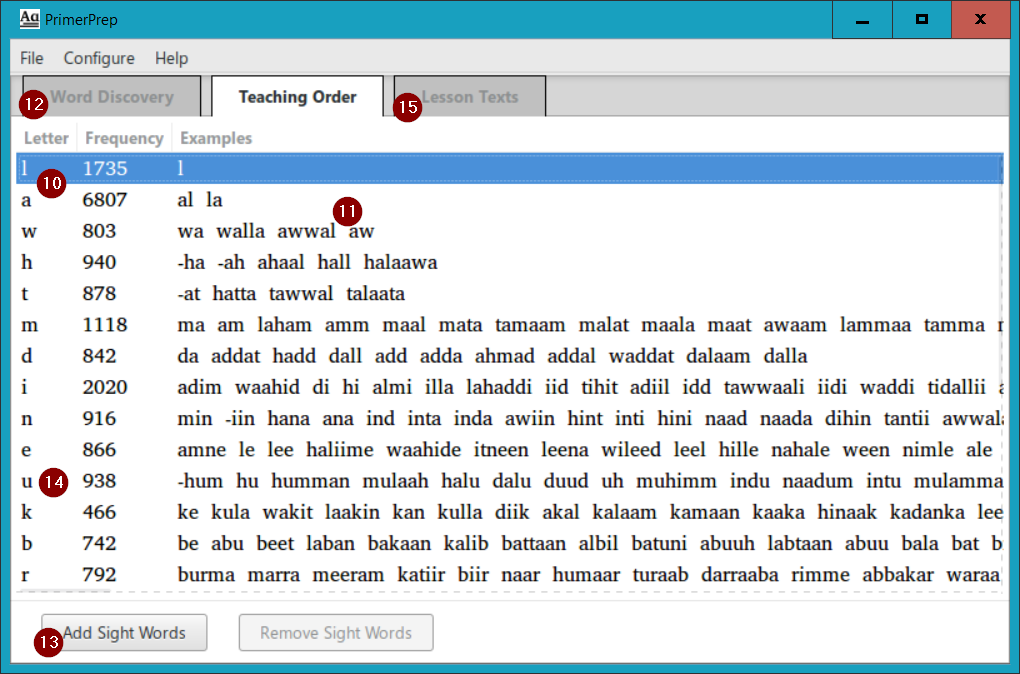 Aa PrimerPrep
File Configure Help
12 Word Discovery Teaching Order 15 Lesson Texts
Letter Frequency Examples
l 1735 l
10
a 6807 al la
11
w 803 wa walla awwal aw
h 940 -ha -ah ahaal hall halaawa
t 878 -at hatta tawwal talaata
m 1118 ma am laham amm maal mata tamaam malat maala maat awaam lammaa tamma
d 842 da addat hadd dall add adda ahmad addal waddat dalaam dalla
i 2020 adim waahid di hi almi illa lahaddi iid tihit adiil idd tawwaali iidi waddi tidallii
n 916 min -iin hana ana ind inta inda awiin hint inti hini naad naada dihin tantii awwala
e 866 amne le lee haliime waahide itneen leena wileed leel hille nahale ween nimle ale
u 14 938 -hum hu humman mulaah halu dalu duud uh muhimm indu naadum intu mulamma
k 466 ke kula wakit laakin kan kulla diik akal kalaam kamaan kaaka hinaak kadanka lee
b 742 be abu beet laban bakaan kalib battaan albil batuni abuuh labtaan abuu bala bat b
r 792 burma marra meeram katiir biir naar humaar turaab darraaba rimme abbakar waraa
13 Add Sight Words Remove Sight Words